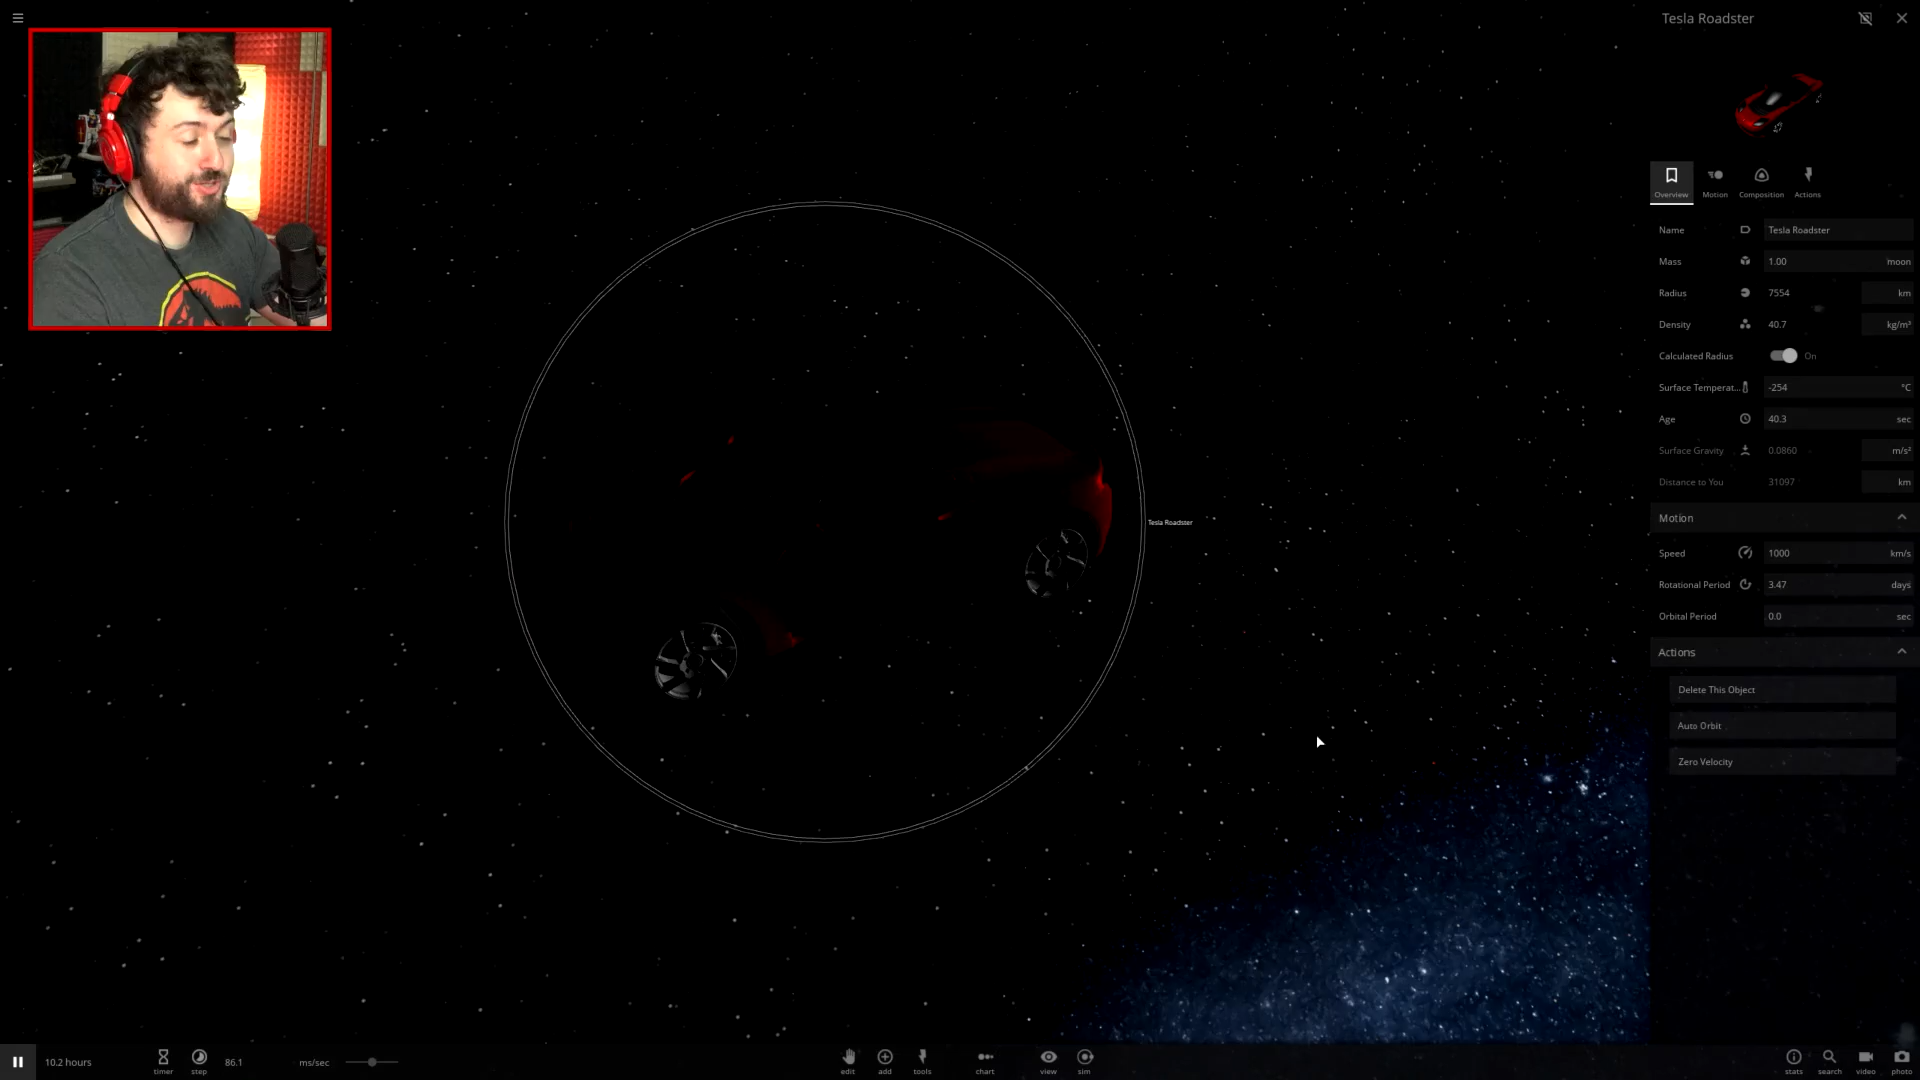 Tesla Roadster
Overview
Motion
Composition
Actions
Name
Tesla Roadster
Mass
1.00
moon
Radius
7554
km
Density
40.7
kg/m³
Calculated Radius
On
Surface Temperat...
-254
°C
Age
40.3
sec
Surface Gravity
0.0860
m/s²
Distance to You
31097
km
Tesla Roadster
Motion
Speed
1000
km/s
Rotational Period
3.47
days
Orbital Period
0.0
sec
Actions
Delete This Object
Auto Orbit
Zero Velocity
10.2 hours
timer
step
86.1
ms/sec
edit
add
tools
chart
view
sim
stats
search
video
photo